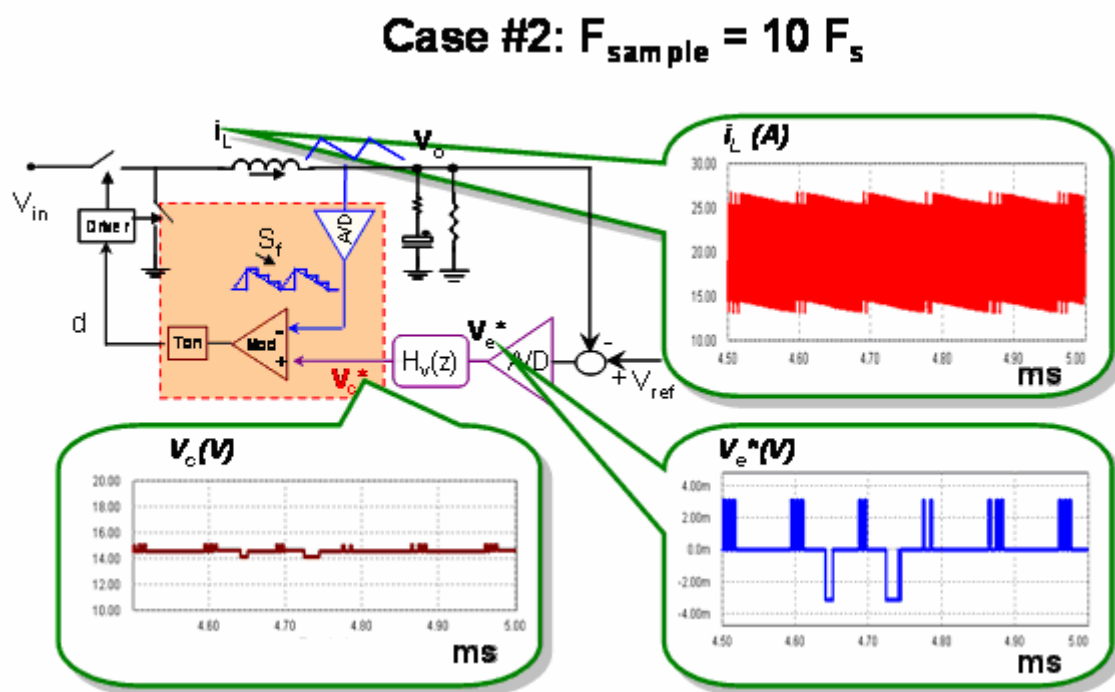 Case #2: Fsample = 10 Fs
iL
Vo
Vin
Driver
A/D
Sf
d
Ton
Mod
-
+
Vc*
Hv(z)
Ve*
A/D
-
+ Vref
iL (A)
30.00
25.00
20.00
15.00
10.00
4.50 4.60 4.70 4.80 4.90 5.00
ms
Vc(V)
20.00
18.00
16.00
14.00
12.00
10.00
4.60 4.70 4.80 4.90 5.00
ms
Ve*(V)
4.00m
2.00m
0.0m
-2.00m
-4.00m
4.50 4.60 4.70 4.80 4.90 5.00
ms